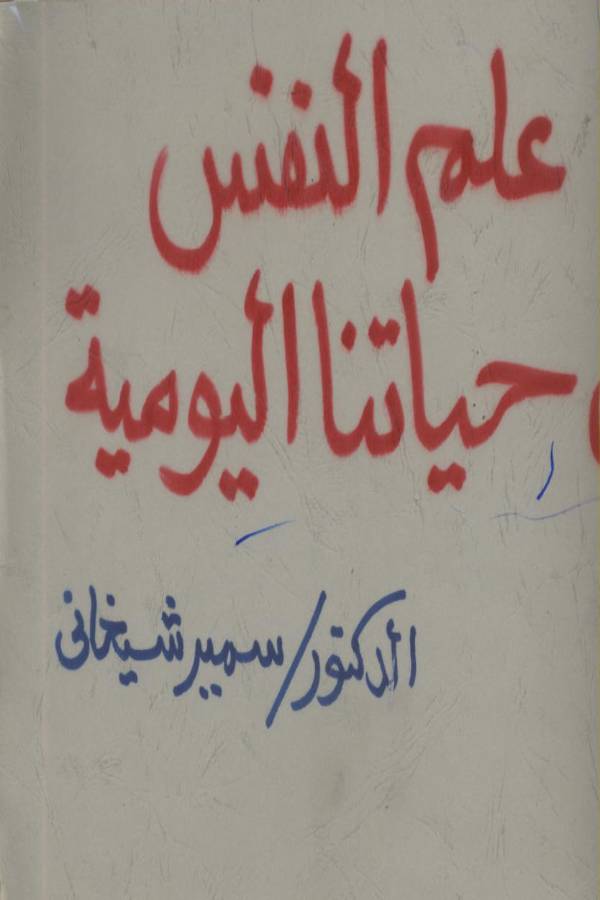 علم النفس
حياتنا اليومية
الدكتور/سمير شيخاني